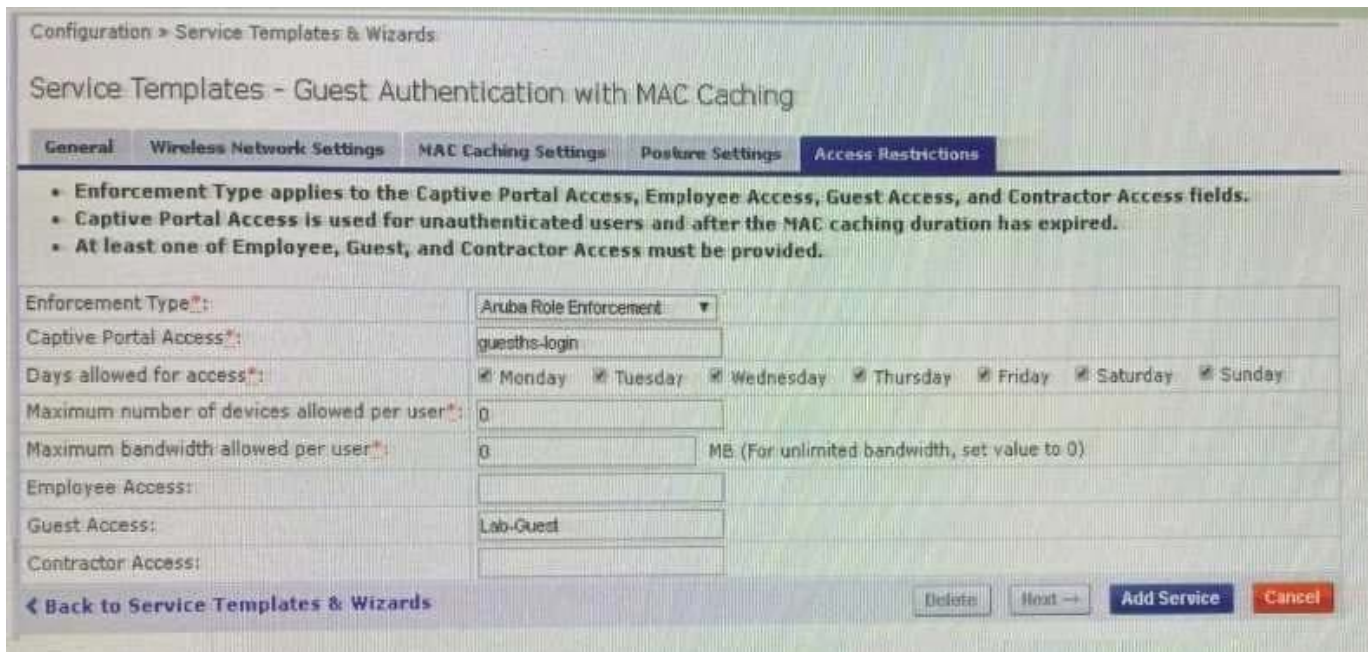 Configuration » Service Templates & Wizards
Service Templates - Guest Authentication with MAC Caching
General Wireless Network Settings MAC Caching Settings Posture Settings Access Restrictions
• Enforcement Type applies to the Captive Portal Access, Employee Access, Guest Access, and Contractor Access fields.
• Captive Portal Access is used for unauthenticated users and after the MAC caching duration has expired.
• At least one of Employee, Guest, and Contractor Access must be provided.
Enforcement Type*: Aruba Role Enforcement
Captive Portal Access*: guesths-login
Days allowed for access*: Monday Tuesday Wednesday Thursday Friday Saturday Sunday
Maximum number of devices allowed per user*: 0
Maximum bandwidth allowed per user*: 0 MB (For unlimited bandwidth, set value to 0)
Employee Access:
Guest Access: Lab-Guest
Contractor Access:
Back to Service Templates & Wizards Delete Next → Add Service Cancel